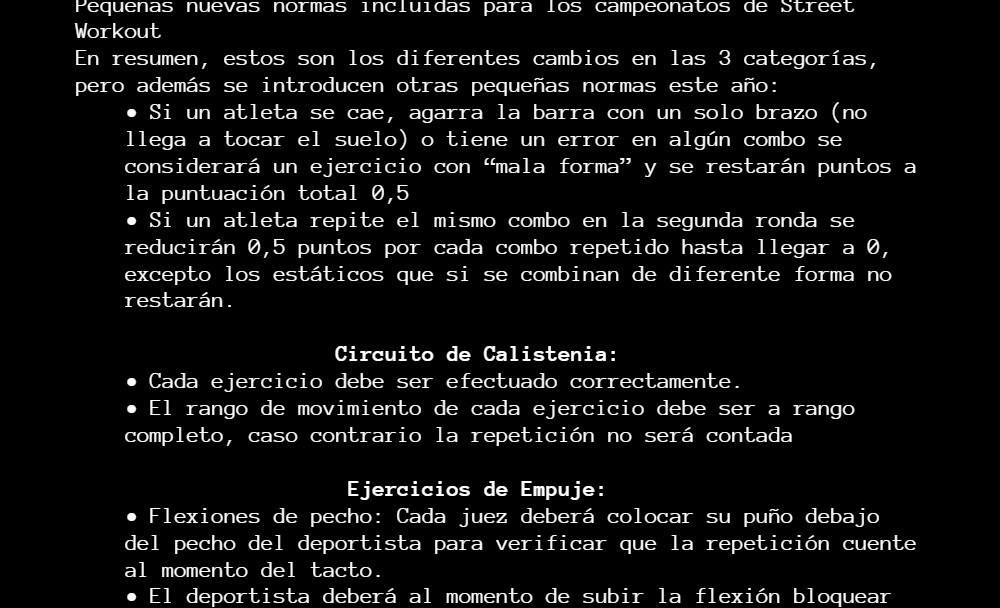 Pequeñas nuevas normas incluidas para los campeonatos de Street
Workout
En resumen, estos son los diferentes cambios en las 3 categorías,
pero además se introducen otras pequeñas normas este año:
• Si un atleta se cae, agarra la barra con un solo brazo (no
llega a tocar el suelo) o tiene un error en algún combo se
considerará un ejercicio con “mala forma” y se restarán puntos a
la puntuación total 0,5
• Si un atleta repite el mismo combo en la segunda ronda se
reducirán 0,5 puntos por cada combo repetido hasta llegar a 0,
excepto los estáticos que si se combinan de diferente forma no
restarán.
Circuito de Calistenia:
• Cada ejercicio debe ser efectuado correctamente.
• El rango de movimiento de cada ejercicio debe ser a rango
completo, caso contrario la repetición no será contada
Ejercicios de Empuje:
• Flexiones de pecho: Cada juez deberá colocar su puño debajo
del pecho del deportista para verificar que la repetición cuente
al momento del tacto.
• El deportista deberá al momento de subir la flexión bloquear